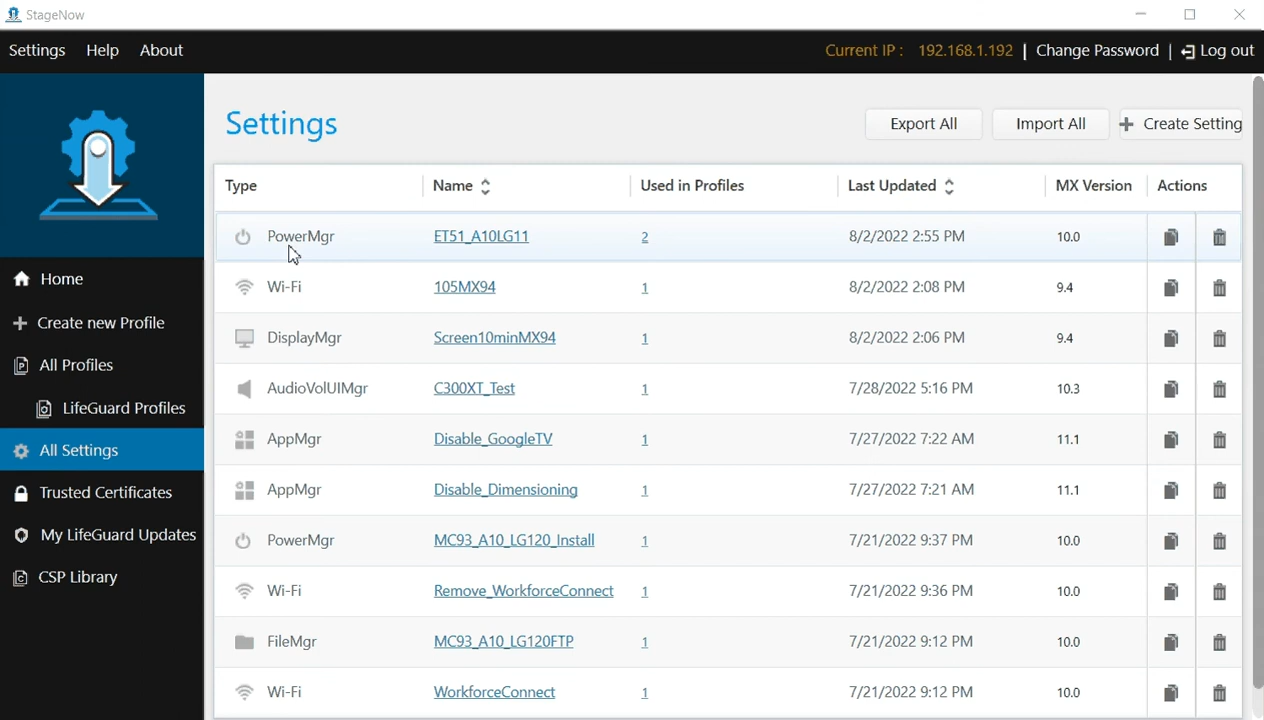 StageNow
Settings Help About Current IP : 192.168.1.192 | Change Password | Log out
Settings Export All Import All + Create Setting
Type Name Used in Profiles Last Updated MX Version Actions
PowerMgr ET51_A10LG11 2 8/2/2022 2:55 PM 10.0
Wi-Fi 105MX94 1 8/2/2022 2:08 PM 9.4
DisplayMgr Screen10minMX94 1 8/2/2022 2:06 PM 9.4
AudioVolUIMgr C300XT_Test 1 7/28/2022 5:16 PM 10.3
AppMgr Disable_GoogleTV 1 7/27/2022 7:22 AM 11.1
AppMgr Disable_Dimensioning 1 7/27/2022 7:21 AM 11.1
PowerMgr MC93_A10_LG120_Install 1 7/21/2022 9:37 PM 10.0
Wi-Fi Remove_WorkforceConnect 1 7/21/2022 9:36 PM 10.0
FileMgr MC93_A10_LG120FTP 1 7/21/2022 9:12 PM 10.0
Wi-Fi WorkforceConnect 1 7/21/2022 9:12 PM 10.0
Home
Create new Profile
All Profiles
LifeGuard Profiles
All Settings
Trusted Certificates
My LifeGuard Updates
CSP Library